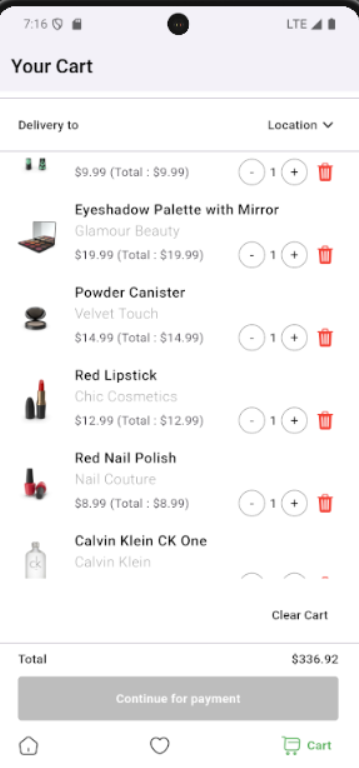 7:16 LTE
Your Cart
Delivery to Location
$9.99 (Total : $9.99) - 1 +
Eyeshadow Palette with Mirror
Glamour Beauty
$19.99 (Total : $19.99) - 1 +
Powder Canister
Velvet Touch
$14.99 (Total : $14.99) - 1 +
Red Lipstick
Chic Cosmetics
$12.99 (Total : $12.99) - 1 +
Red Nail Polish
Nail Couture
$8.99 (Total : $8.99) - 1 +
Calvin Klein CK One
ck
Calvin Klein
Clear Cart
Total $336.92
Continue for payment
Cart